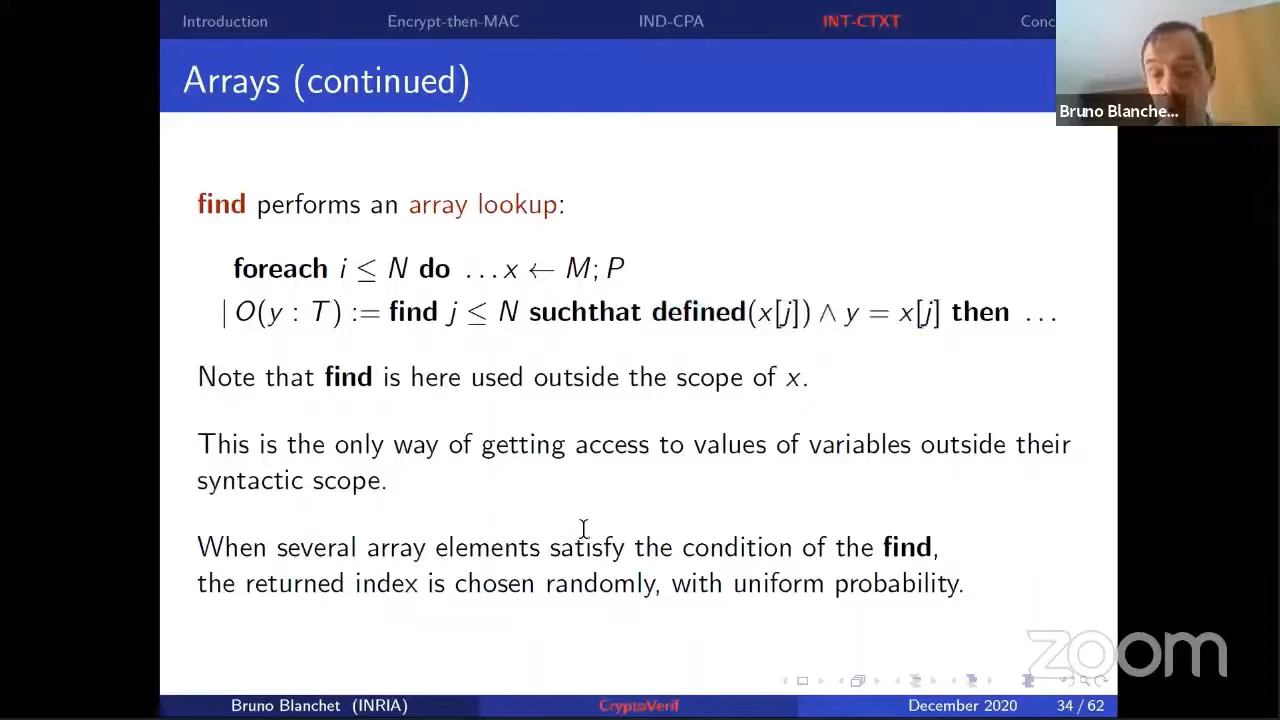 Introduction Encrypt-then-MAC IND-CPA INT-CTXT Conc
Arrays (continued)
Bruno Blanche...
find performs an array lookup:
foreach i ≤ N do ...x ← M; P
| O(y : T) := find j ≤ N suchthat defined(x[j]) ∧ y = x[j] then ...
Note that find is here used outside the scope of x.
This is the only way of getting access to values of variables outside their
syntactic scope.
When several array elements satisfy the condition of the find,
the returned index is chosen randomly, with uniform probability.
zoom
Bruno Blanchet (INRIA) CryptoVerif December 2020 34 / 62